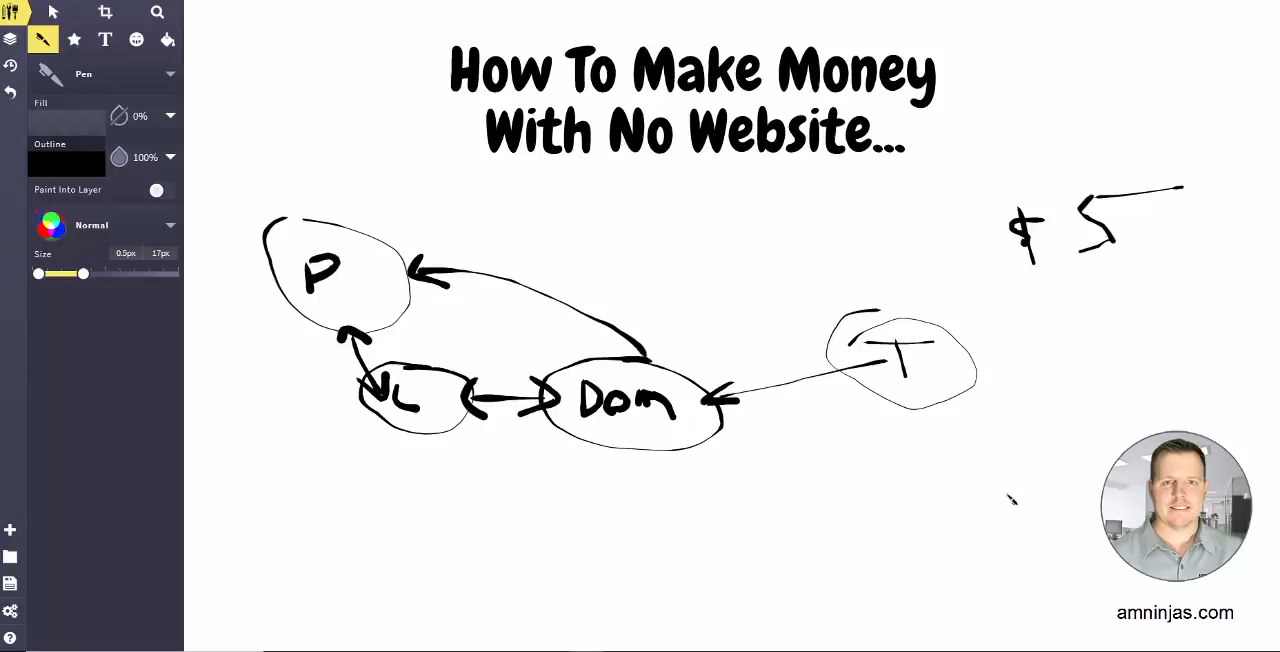 Pen
Fill
0%
Outline
100%
Paint Into Layer
Normal
Size
0.5px 17px
How To Make Money
With No Website...
$ 5
P
T
L
Dom
amninjas.com